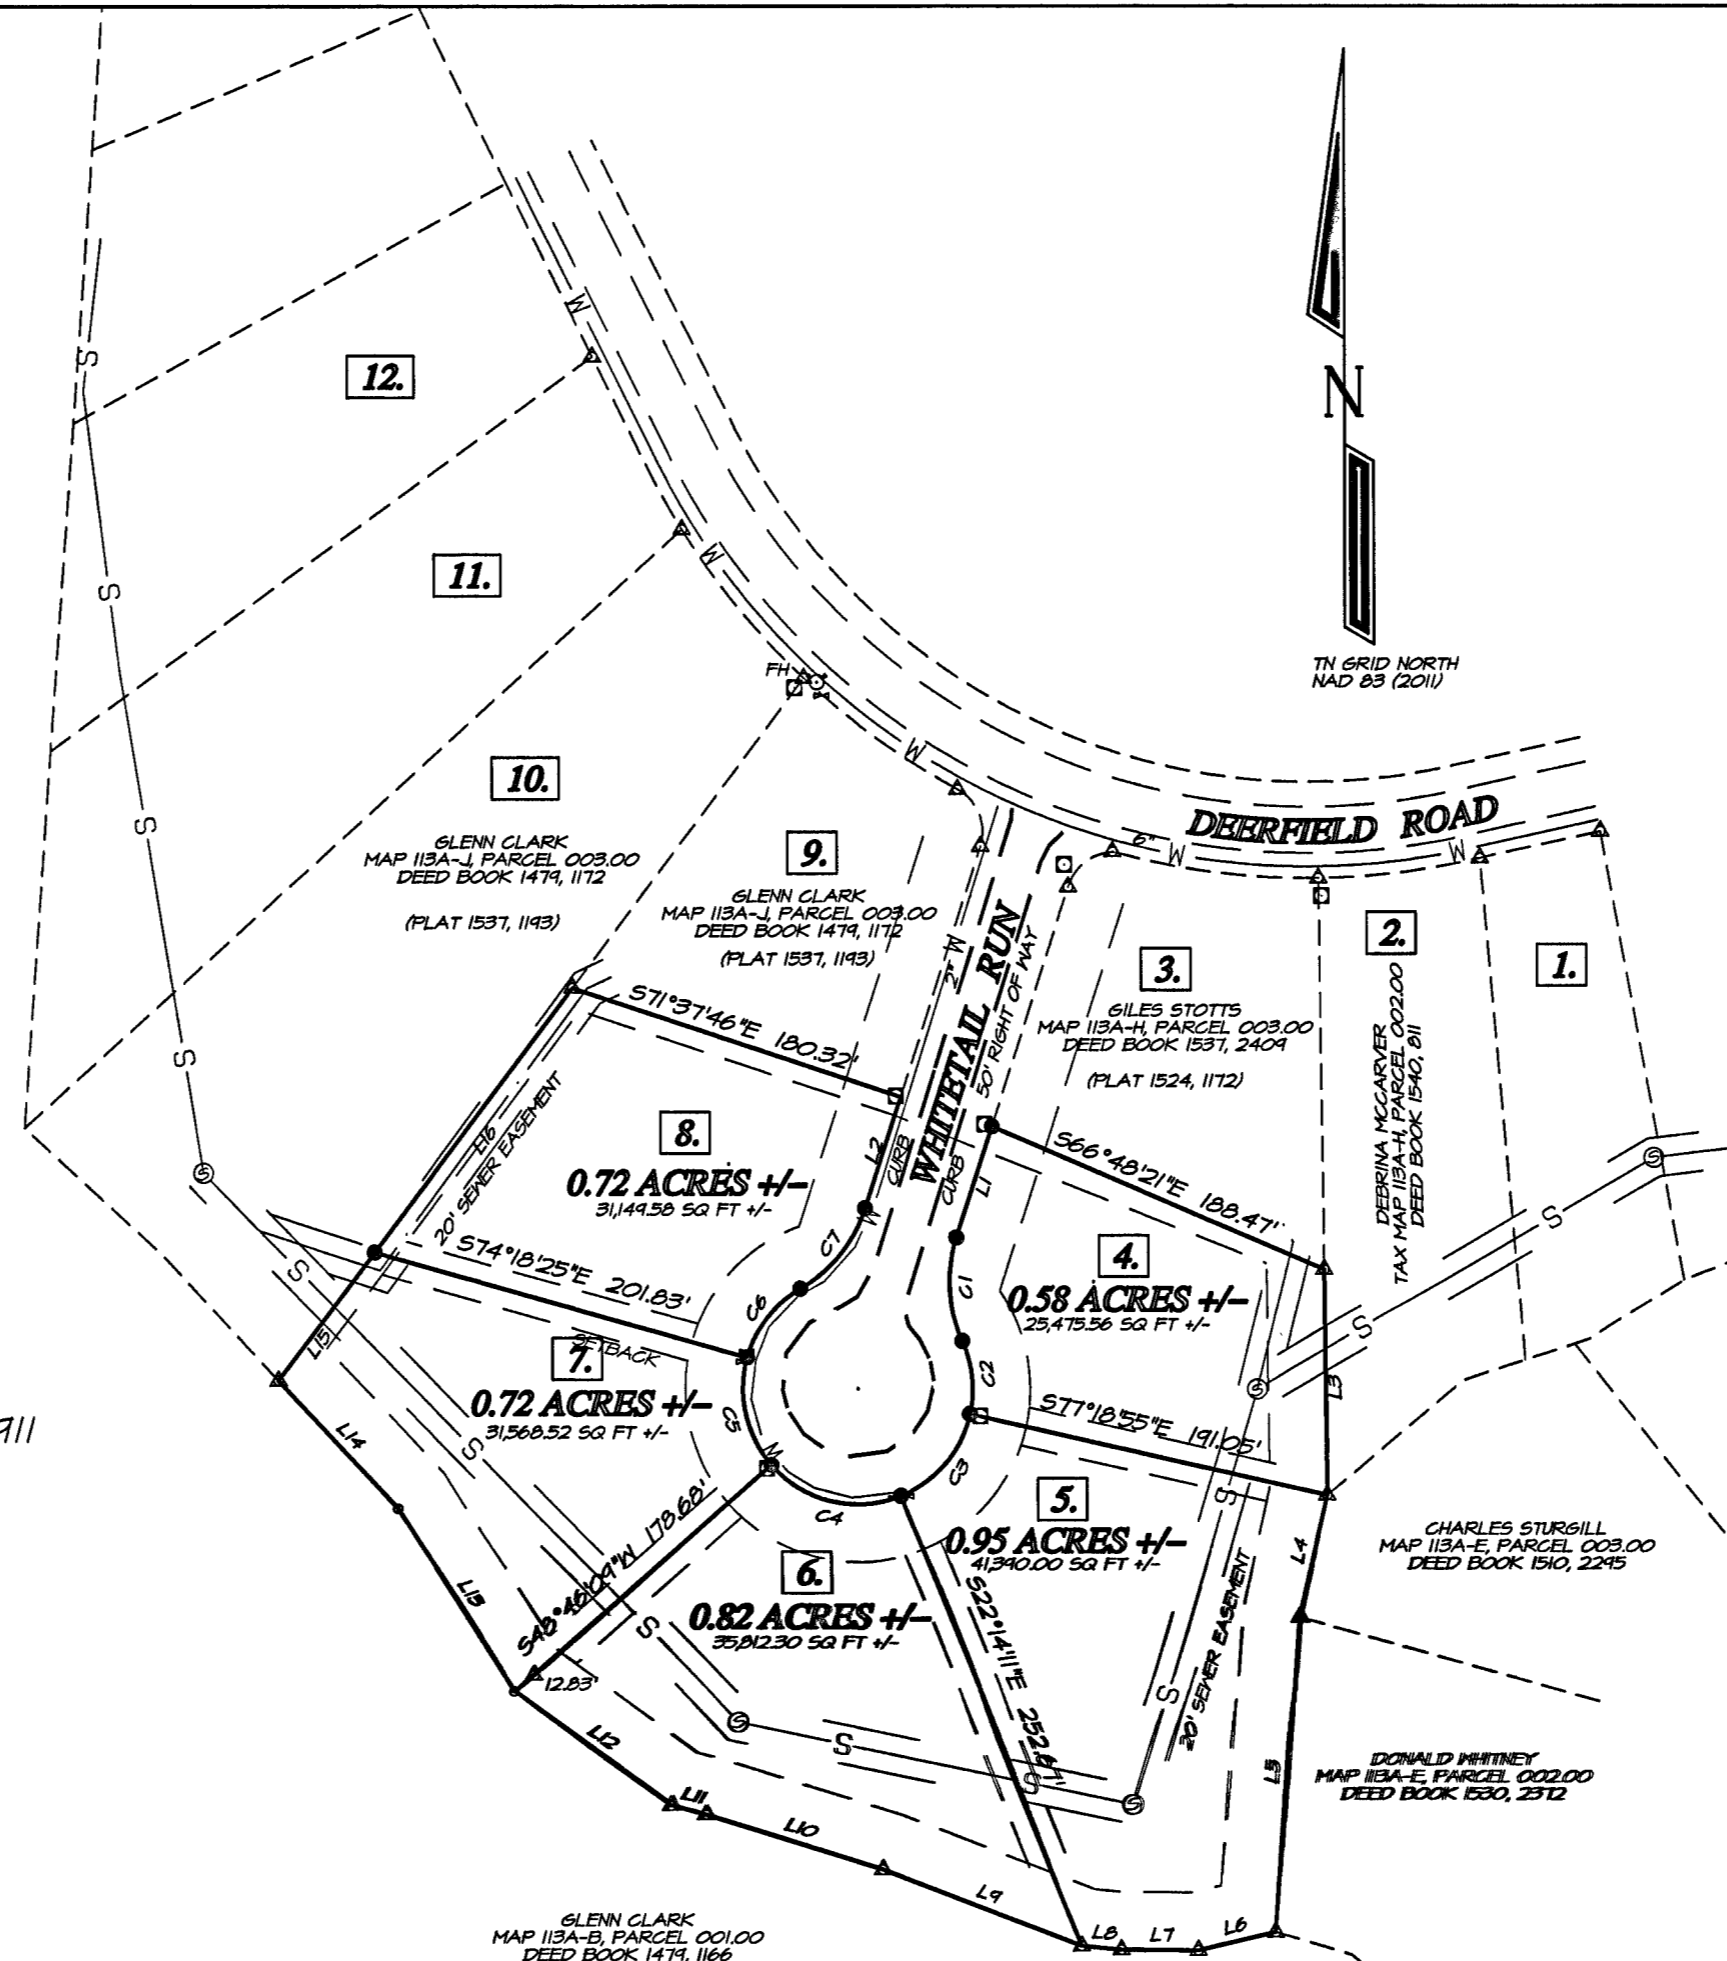 12.
N
11.
TN GRID NORTH
NAD 83 (2011)
FH
10.
GLENN CLARK
MAP 113A-J, PARCEL 003.00
DEED BOOK 1479, 1172
(PLAT 1537, 1193)
9.
GLENN CLARK
MAP 113A-J, PARCEL 003.00
DEED BOOK 1479, 1172
(PLAT 1537, 1193)
6"
DEERFIELD ROAD
W
2"
WHITETAIL RUN
50' RIGHT OF WAY
CURB
CURB
3.
GILES STOTTS
MAP 113A-H, PARCEL 003.00
DEED BOOK 1537, 2409
(PLAT 1524, 1172)
2.
DEBRINA MCCARVER
TAX MAP 113A-H, PARCEL 002.00
DEED BOOK 1540, 811
1.
S71°37'46"E 180.32'
L16
20' SEWER EASEMENT
8.
0.72 ACRES +/-
31,149.58 SQ FT +/-
L2
L1
S66°48'21"E 188.47'
S74°18'25"E 201.83'
SETBACK
C7
C6
C1
C2
4.
0.58 ACRES +/-
25,475.56 SQ FT +/-
L3
7.
0.72 ACRES +/-
31,568.52 SQ FT +/-
L15
L14
C5
S77°18'55"E 191.05'
911
C3
C4
5.
0.95 ACRES +/-
41,390.00 SQ FT +/-
L4
CHARLES STURGILL
MAP 113A-E, PARCEL 003.00
DEED BOOK 1510, 2295
L13
S48°46'09"W 178.68'
12.83'
6.
0.82 ACRES +/-
35,812.30 SQ FT +/-
S22°14'11"E 252.67'
20' SEWER EASEMENT
S
L5
DONALD WHITNEY
MAP 113A-E, PARCEL 002.00
DEED BOOK 1530, 2372
L12
L11
L10
L9
L8
L7
L6
GLENN CLARK
MAP 113A-B, PARCEL 001.00
DEED BOOK 1479, 1166